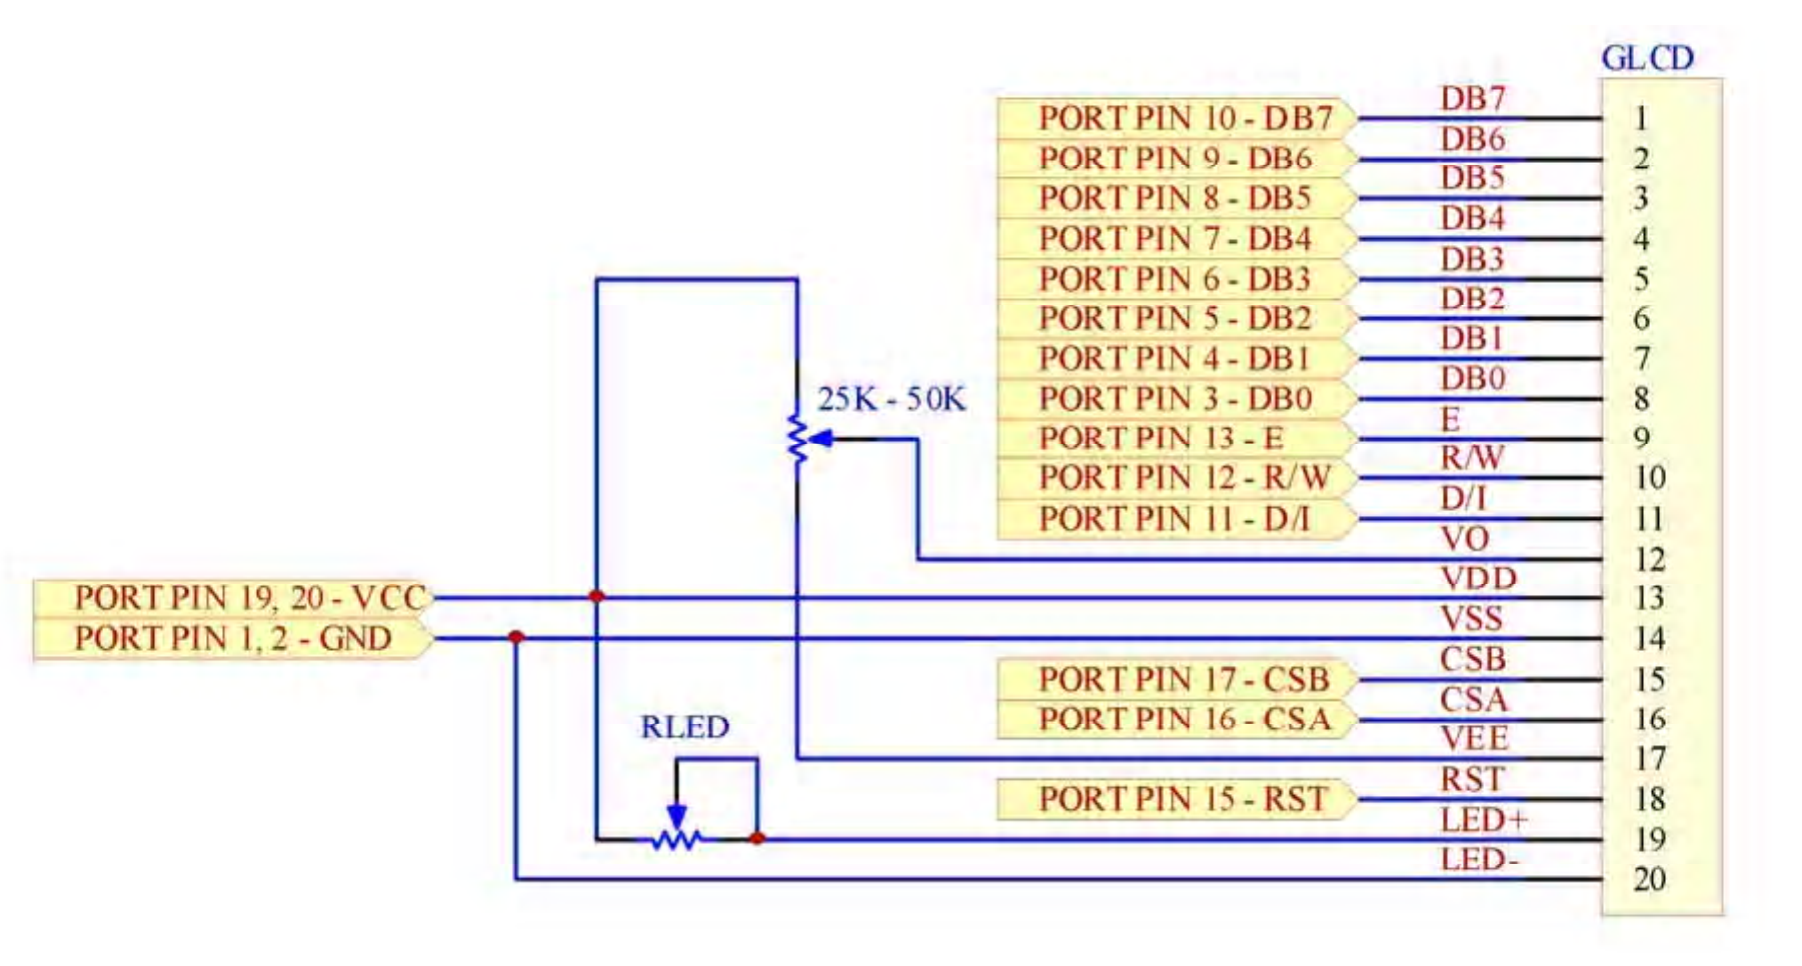 GLCD
PORT PIN 10 - DB7 DB7 1
PORT PIN 9 - DB6 DB6 2
PORT PIN 8 - DB5 DB5 3
PORT PIN 7 - DB4 DB4 4
PORT PIN 6 - DB3 DB3 5
PORT PIN 5 - DB2 DB2 6
PORT PIN 4 - DB1 DB1 7
25K - 50K PORT PIN 3 - DB0 DB0 8
PORT PIN 13 - E E 9
PORT PIN 12 - R/W R/W 10
PORT PIN 11 - D/I D/I 11
VO 12
PORT PIN 19, 20 - VCC VDD 13
PORT PIN 1, 2 - GND VSS 14
PORT PIN 17 - CSB CSB 15
PORT PIN 16 - CSA CSA 16
RLED VEE 17
PORT PIN 15 - RST RST 18
LED+ 19
LED- 20